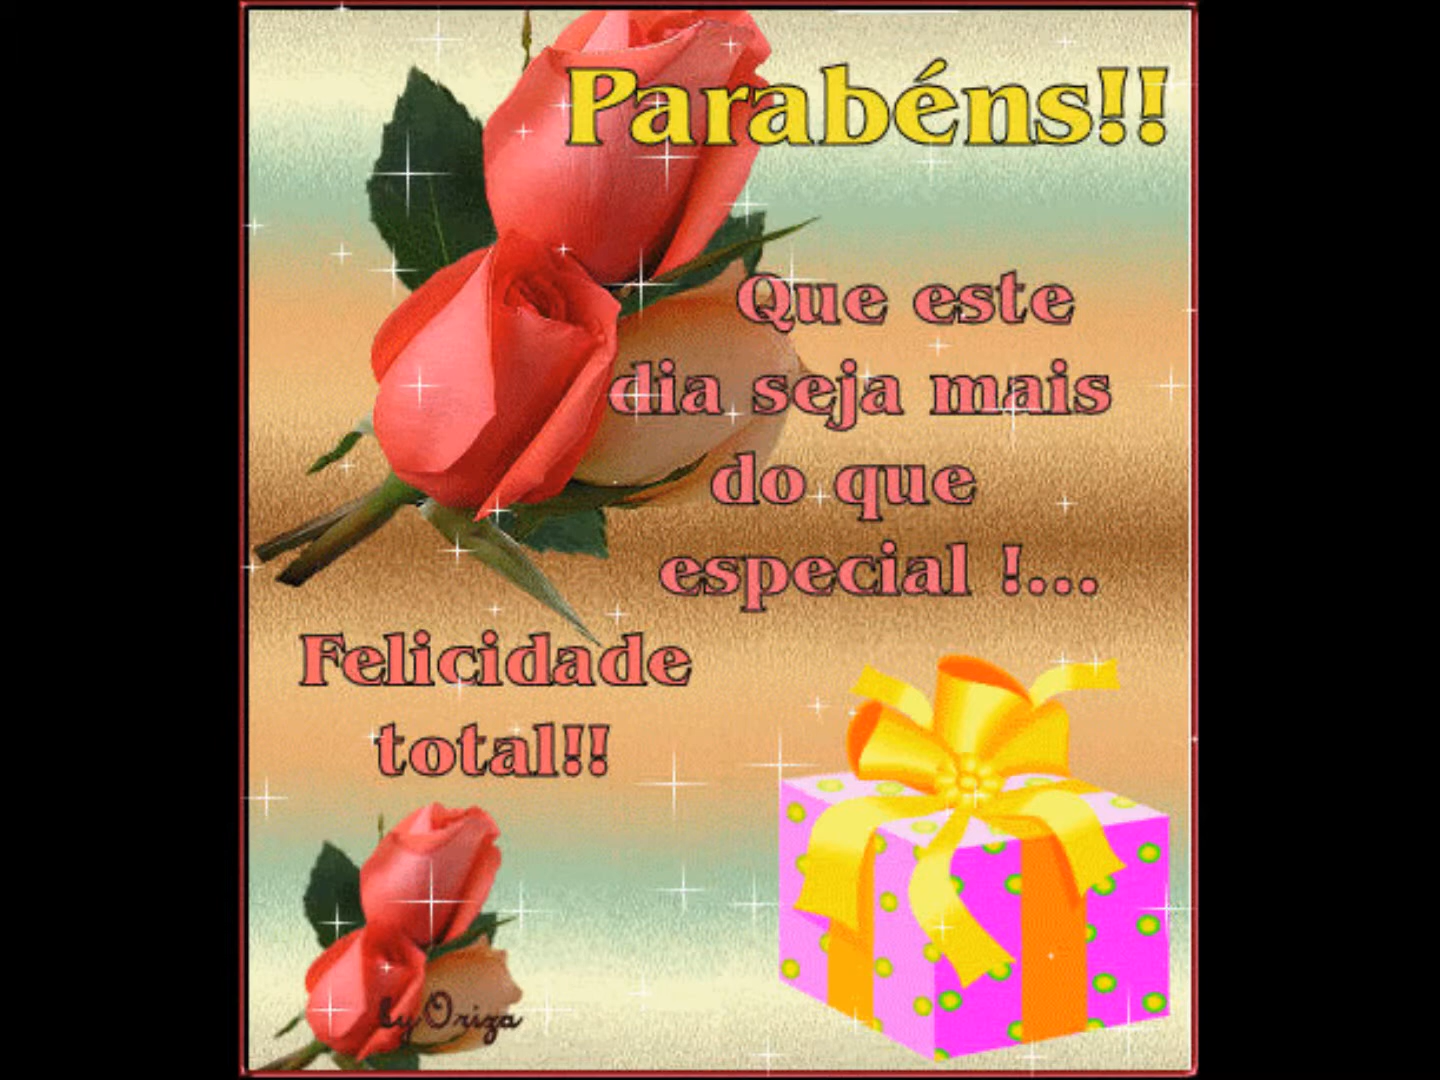 Parabéns!!
Que este
dia seja mais
do que
especial !...
Felicidade
total!!
by Oriza